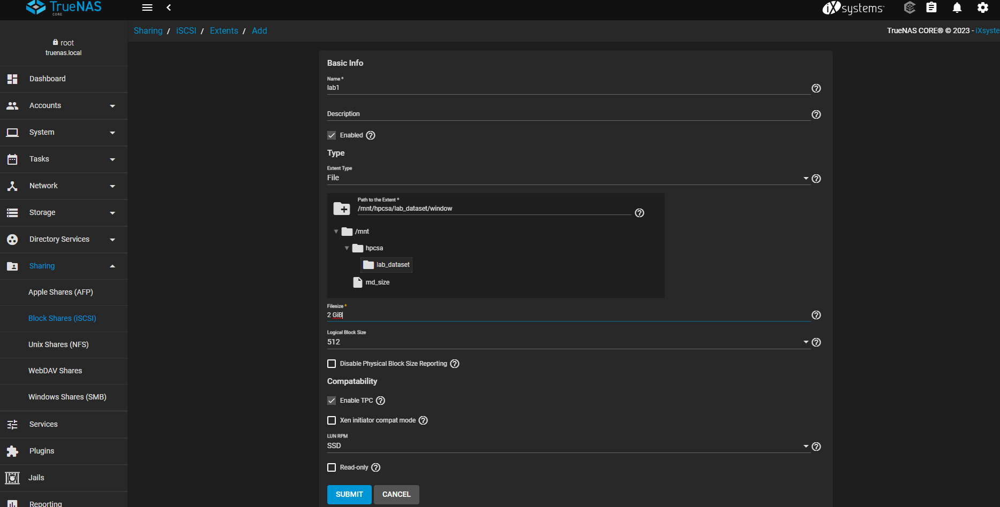 TrueNAS
CORE
iXsystems
Sharing / iSCSI / Extents / Add
TrueNAS CORE® © 2023 - iXsyste
root
truenas.local
Dashboard
Accounts
System
Tasks
Network
Storage
Directory Services
Sharing
Apple Shares (AFP)
Block Shares (iSCSI)
Unix Shares (NFS)
WebDAV Shares
Windows Shares (SMB)
Services
Plugins
Jails
Reporting
Basic Info
Name *
lab1
Description
Enabled
Type
Extent Type
File
Path to the Extent *
/mnt/hpcsa/lab_dataset/window
/mnt
hpcsa
lab_dataset
md_size
Filesize *
2 GiB
Logical Block Size
512
Disable Physical Block Size Reporting
Compatability
Enable TPC
Xen initiator compat mode
LUN RPM
SSD
Read-only
SUBMIT CANCEL